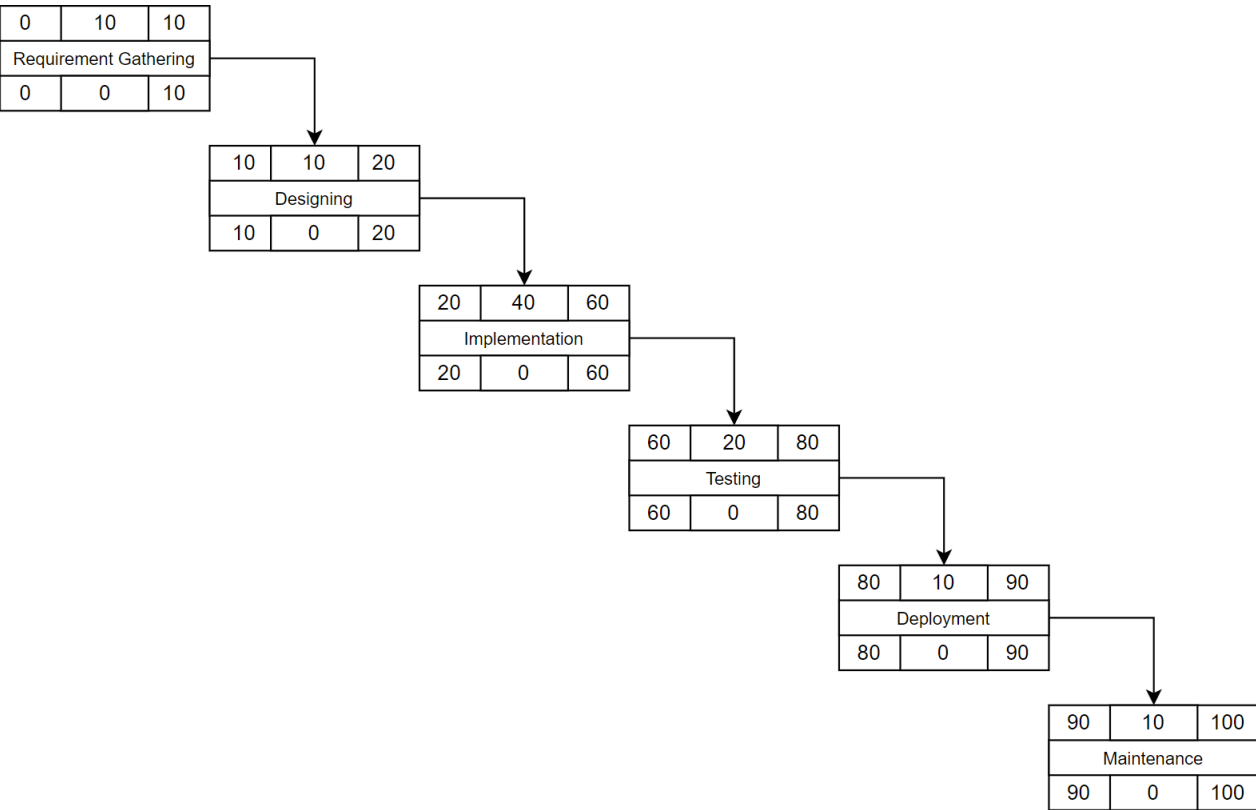 0 10 10
Requirement Gathering
0 0 10
10 10 20
Designing
10 0 20
20 40 60
Implementation
20 0 60
60 20 80
Testing
60 0 80
80 10 90
Deployment
80 0 90
90 10 100
Maintenance
90 0 100